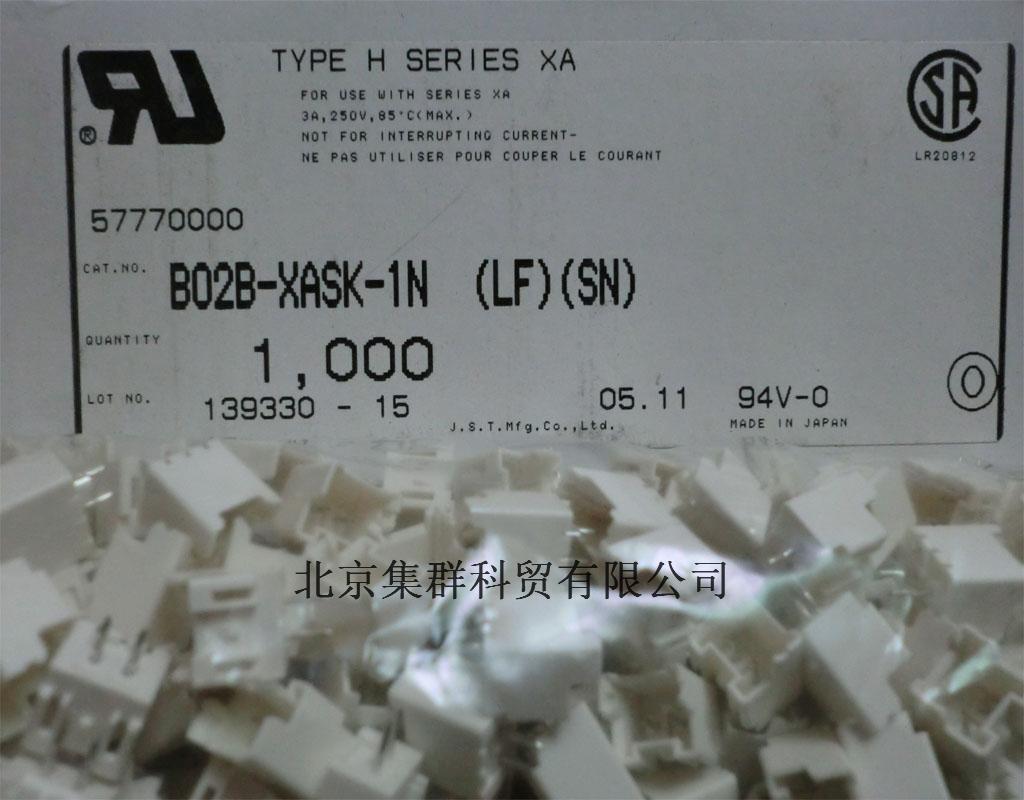 TYPE H SERIES XA
FOR USE WITH SERIES XA
3A,250V,85°C(MAX.)
NOT FOR INTERRUPTING CURRENT-
NE PAS UTILISER POUR COUPER LE COURANT
®
LR20812
57770000
CAT.NO. B02B-XASK-1N (LF)(SN)
QUANTITY 1,000
LOT NO. 139330 - 15 05.11 94V-0
J.S.T.Mfg.Co.,Ltd. MADE IN JAPAN
北京集群科贸有限公司